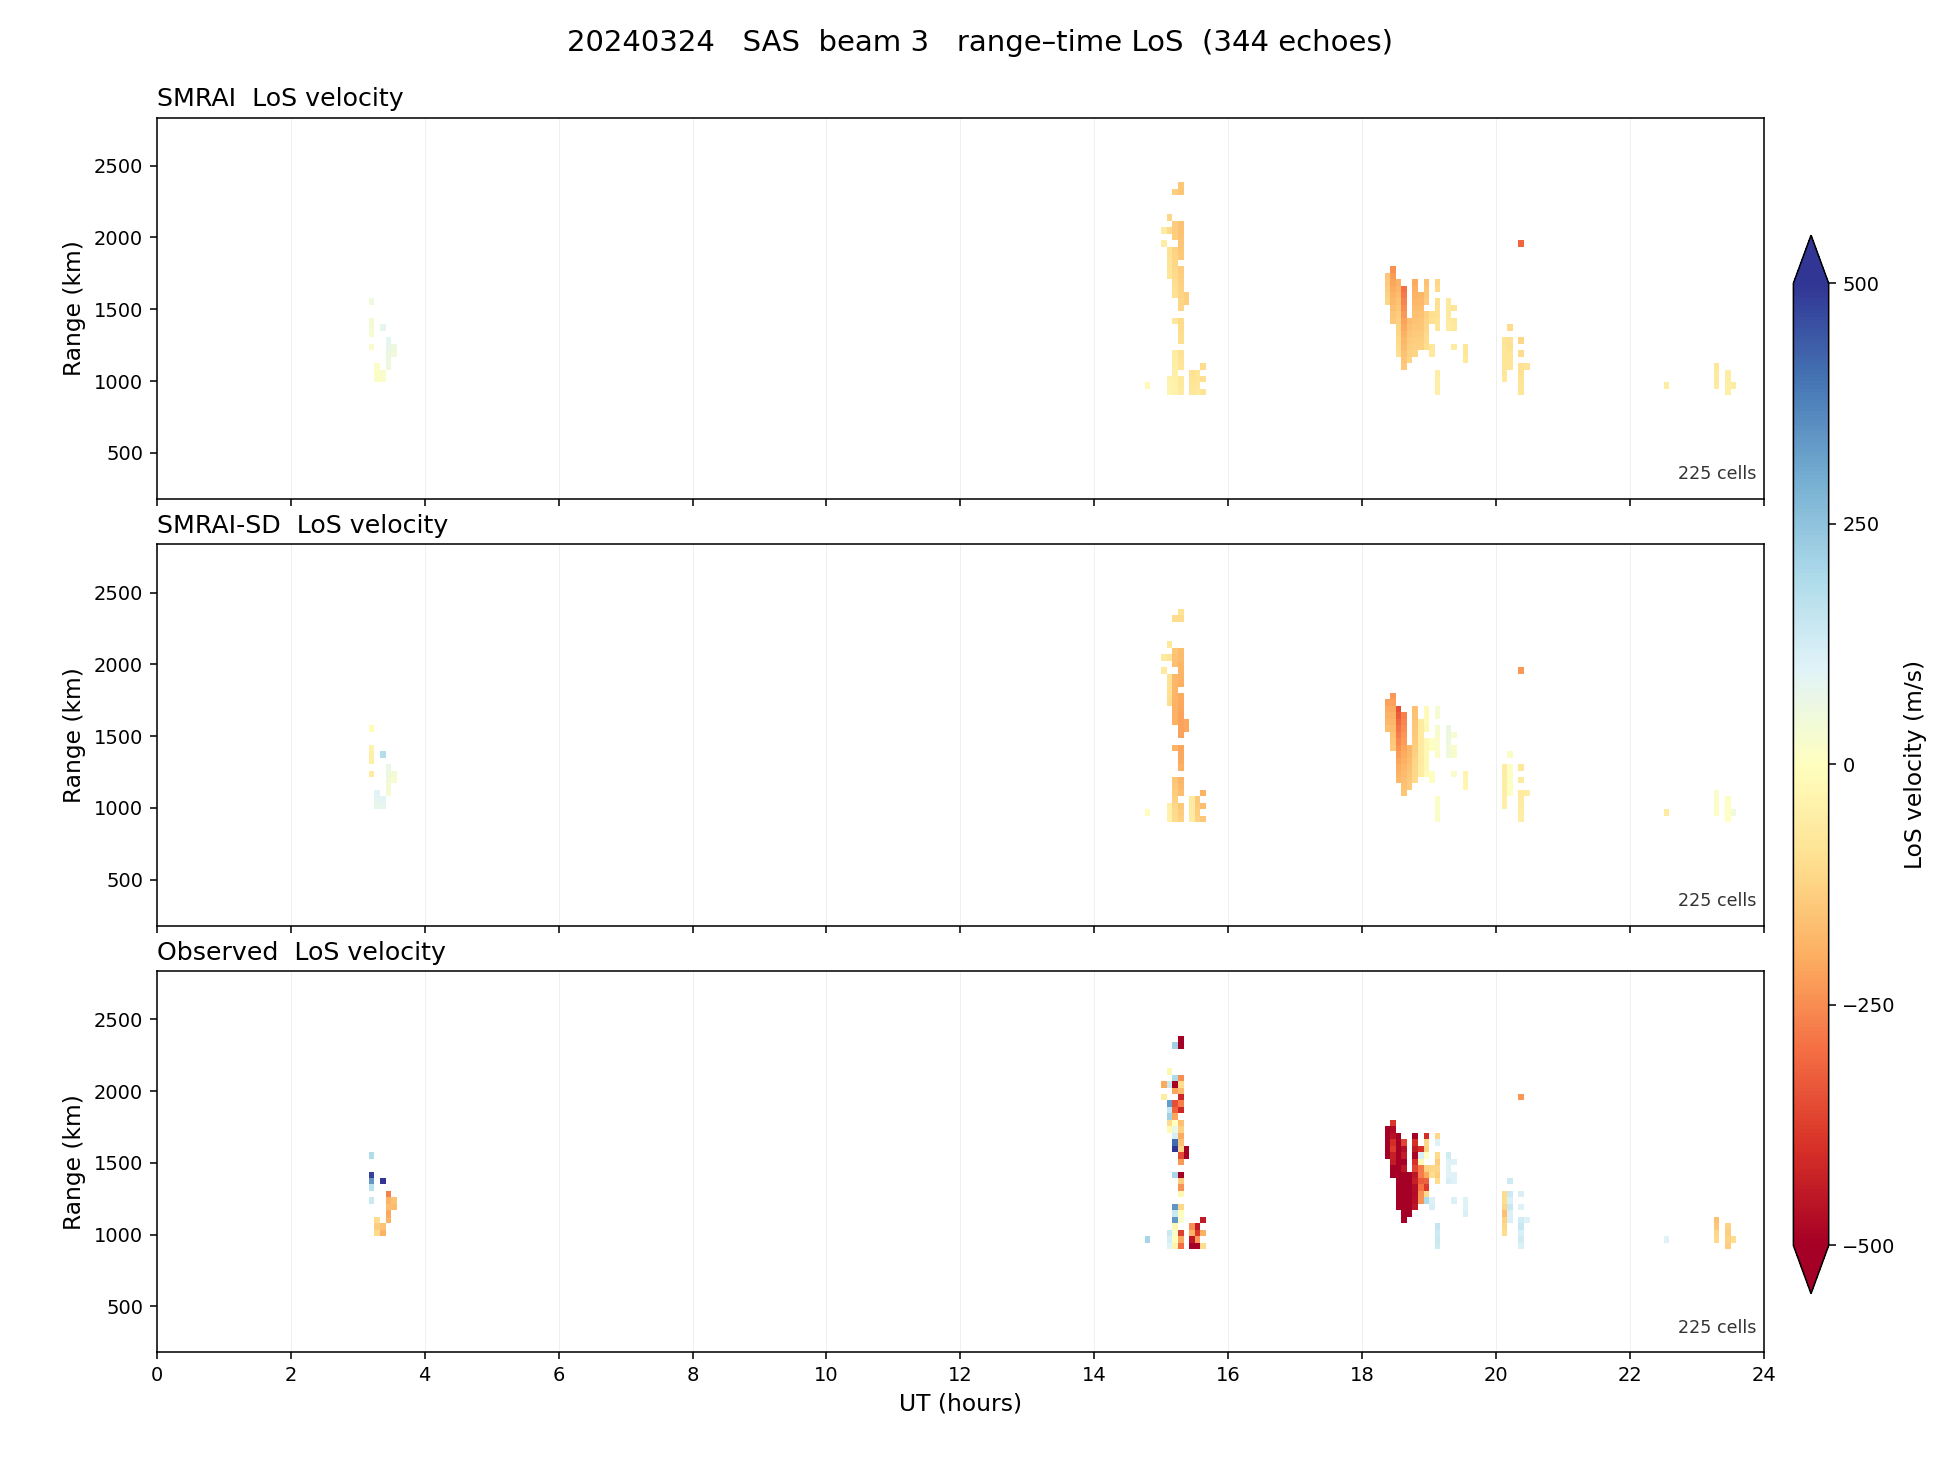 20240324   SAS  beam 3   range–time LoS  (344 echoes)
SMRAI  LoS velocity
2500
2000
1500
1000
500
Range (km)
225 cells
SMRAI-SD  LoS velocity
2500
2000
1500
1000
500
Range (km)
225 cells
Observed  LoS velocity
2500
2000
1500
1000
500
Range (km)
225 cells
0 2 4 6 8 10 12 14 16 18 20 22 24
UT (hours)
500
250
0
−250
−500
LoS velocity (m/s)